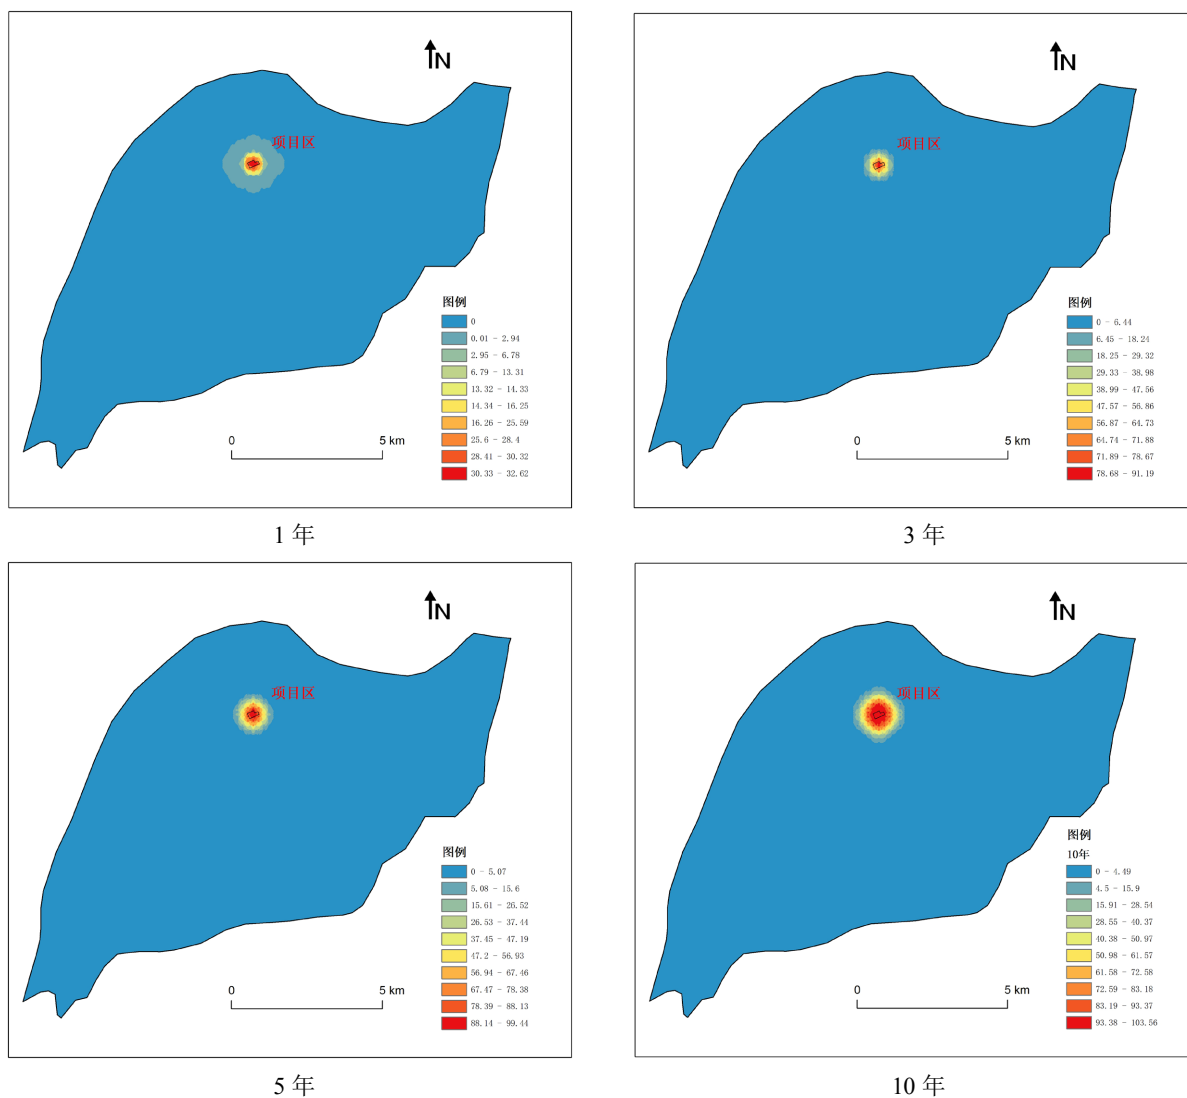 N
项目区
图例
0
0.01 - 2.94
2.95 - 6.78
6.79 - 13.31
13.32 - 14.33
14.34 - 16.25
16.26 - 25.59
25.6 - 28.4
28.41 - 30.32
30.33 - 32.62
0 5 km
1 年
N
项目区
图例
0 - 6.44
6.45 - 18.24
18.25 - 29.32
29.33 - 38.98
38.99 - 47.56
47.57 - 56.86
56.87 - 64.73
64.74 - 71.88
71.89 - 78.67
78.68 - 91.19
0 5 km
3 年
N
项目区
图例
0 - 5.07
5.08 - 15.6
15.61 - 26.52
26.53 - 37.44
37.45 - 47.19
47.2 - 56.93
56.94 - 67.46
67.47 - 78.38
78.39 - 88.13
88.14 - 99.44
0 5 km
5 年
N
项目区
图例
10年
0 - 4.49
4.5 - 15.9
15.91 - 28.54
28.55 - 40.37
40.38 - 50.97
50.98 - 61.57
61.58 - 72.58
72.59 - 83.18
83.19 - 93.37
93.38 - 103.56
0 5 km
10 年